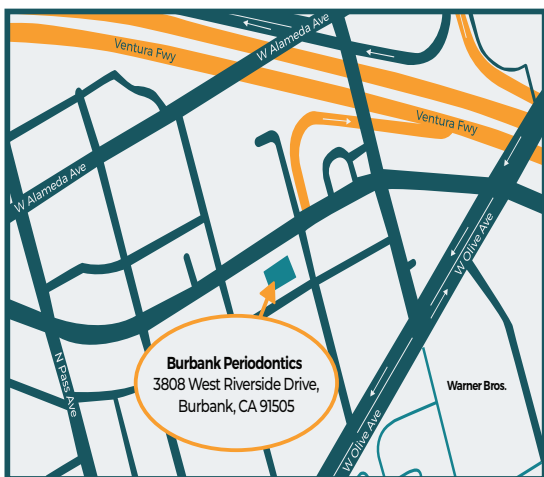 W Alameda Ave
Ventura Fwy
Ventura Fwy
W Alameda Ave
W Olive Ave
N Pass Ave
Burbank Periodontics
3808 West Riverside Drive,
Burbank, CA 91505
Warner Bros.
W Olive Ave